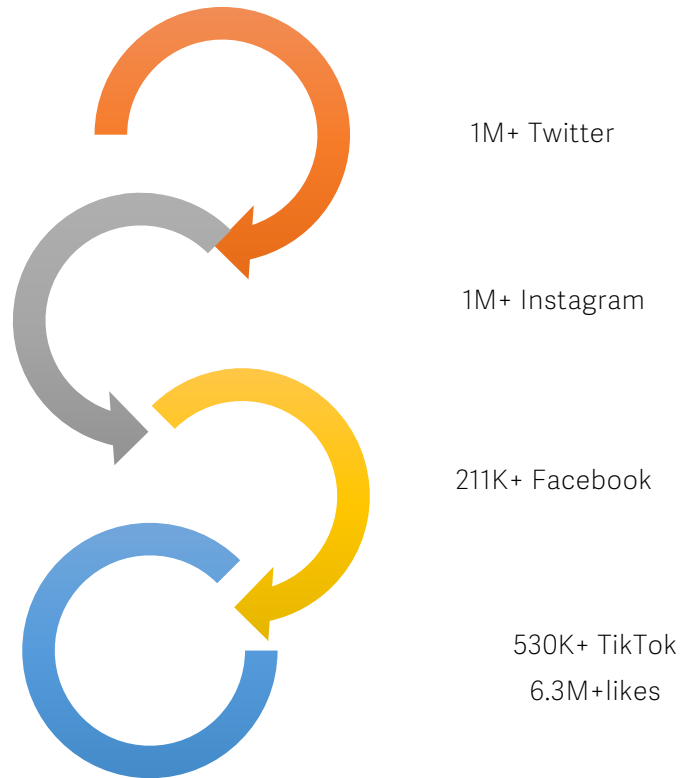 1M+ Twitter
1M+ Instagram
211K+ Facebook
530K+ TikTok
6.3M+likes